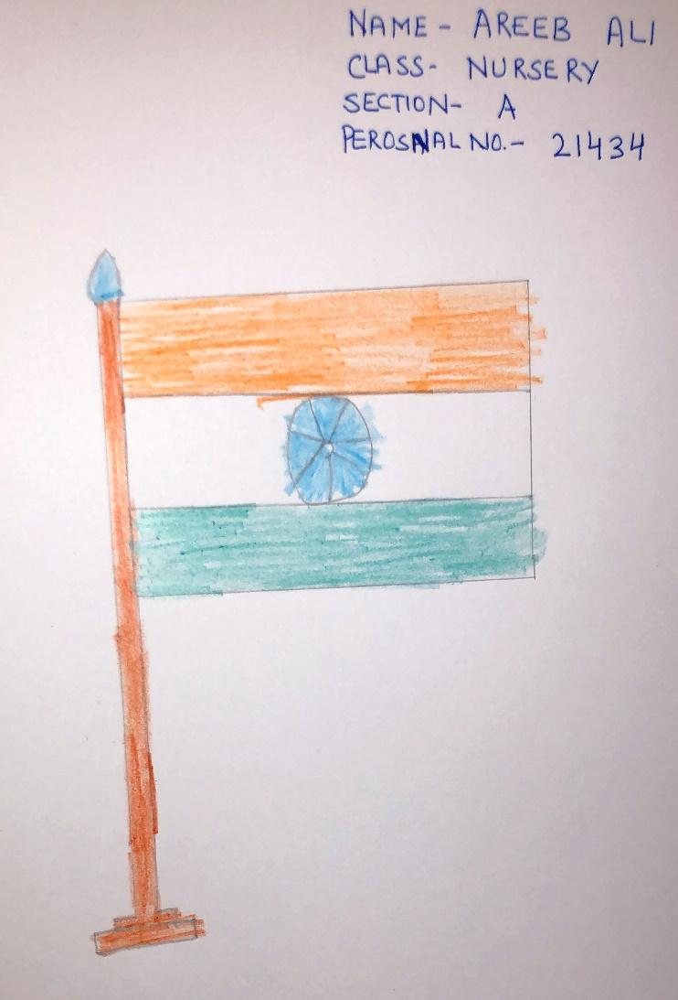 NAME - AREEB ALI
CLASS- NURSERY
SECTION- A
PEROSNAL NO.- 21434